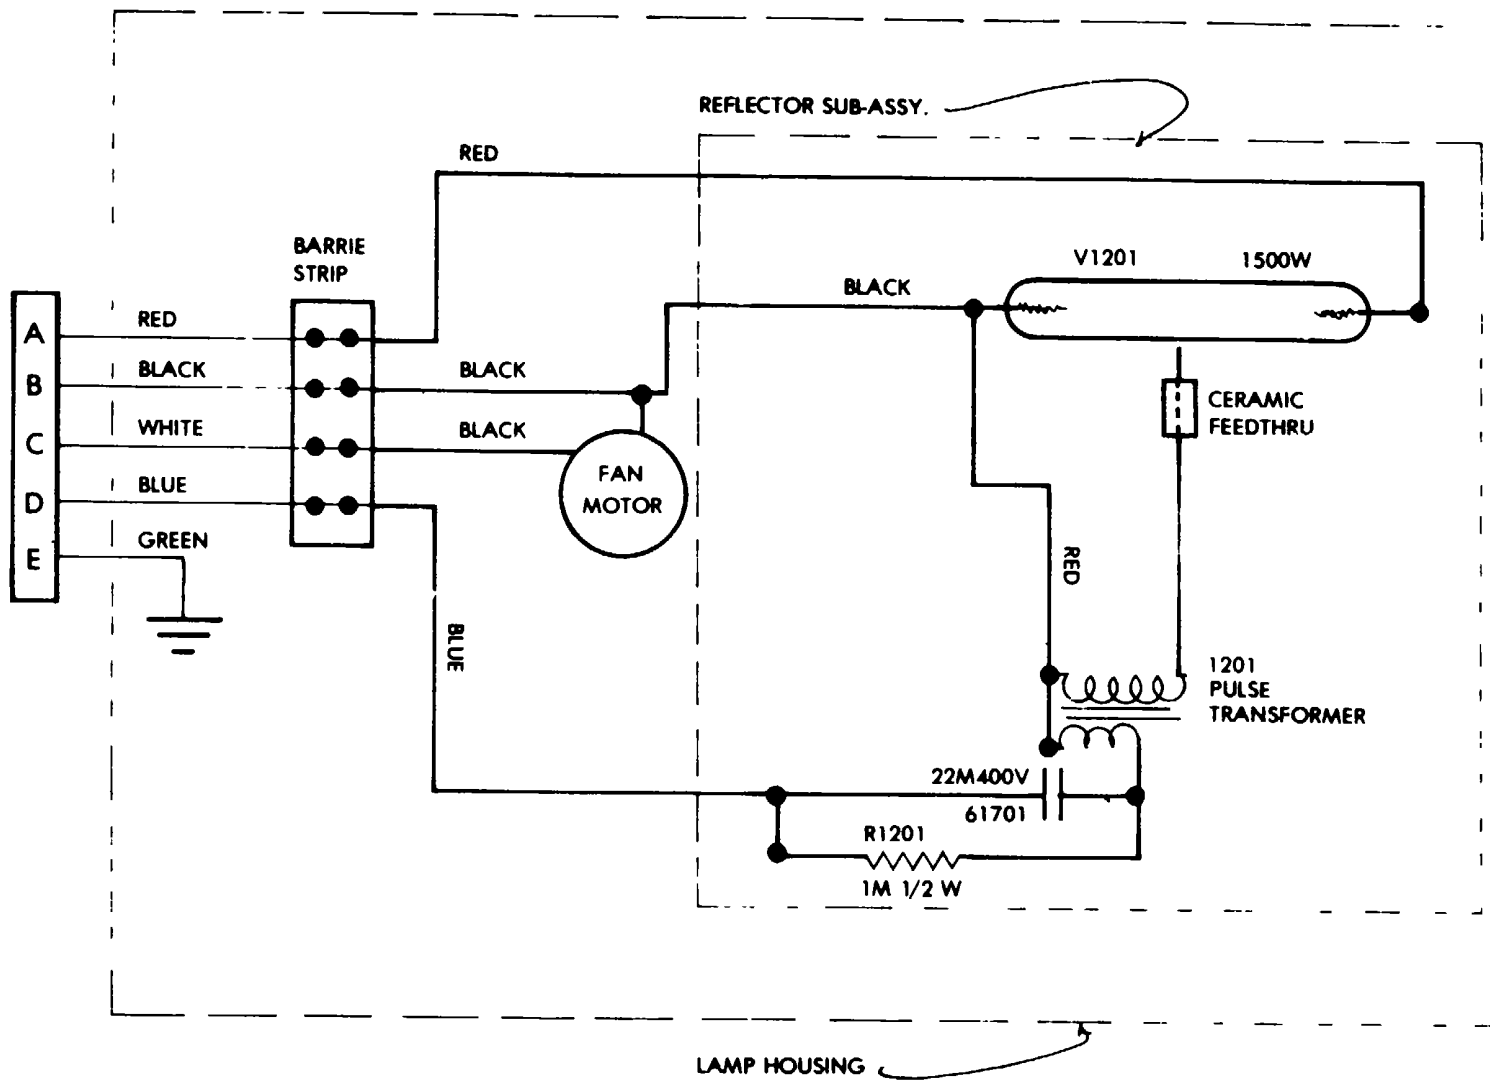 REFLECTOR SUB-ASSY.
RED
BARRIE
STRIP
V1201
1500W
BLACK
A
RED
B
BLACK
BLACK
CERAMIC
FEEDTHRU
C
WHITE
BLACK
FAN
MOTOR
D
BLUE
E
GREEN
RED
BLUE
1201
PULSE
TRANSFORMER
22M400V
61701
R1201
1M 1/2 W
LAMP HOUSING